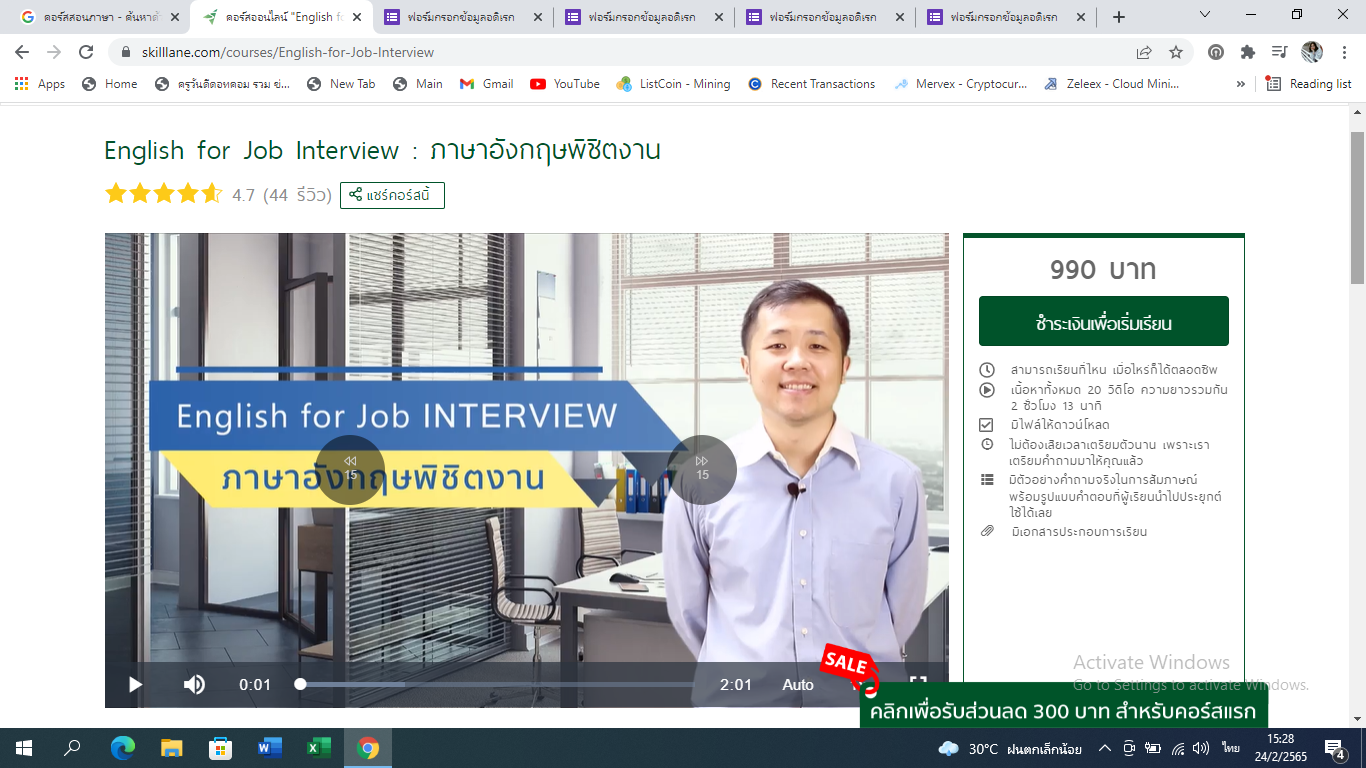 คอร์สสอนภาษา - ค้นหาด้ว
คอร์สออนไลน์ "English fo
ฟอร์มกรอกข้อมูลอดิเรก
ฟอร์มกรอกข้อมูลอดิเรก
ฟอร์มกรอกข้อมูลอดิเรก
ฟอร์มกรอกข้อมูลอดิเรก
skilllane.com/courses/English-for-Job-Interview
Apps
Home
ครูวันดีดอทคอม รวม ข่...
New Tab
Main
Gmail
YouTube
ListCoin - Mining
Recent Transactions
Mervex - Cryptocur...
Zeleex - Cloud Mini...
»
Reading list
English for Job Interview : ภาษาอังกฤษพิชิตงาน
4.7 (44 รีวิว)
แชร์คอร์สนี้
English for Job INTERVIEW
ภาษาอังกฤษพิชิตงาน
15
15
0:01
2:01
Auto
990 บาท
ชำระเงินเพื่อเริ่มเรียน
สามารถเรียนที่ไหน เมื่อไหร่ก็ได้ตลอดชีพ
เนื้อหาทั้งหมด 20 วิดีโอ ความยาวรวมกัน
2 ชั่วโมง 13 นาที
มีไฟล์ให้ดาวน์โหลด
ไม่ต้องเสียเวลาเตรียมตัวนาน เพราะเรา
เตรียมคำถามมาให้คุณแล้ว
มีตัวอย่างคำถามจริงในการสัมภาษณ์
พร้อมรูปแบบคำตอบที่ผู้เรียนนำไปประยุกต์
ใช้ได้เลย
มีเอกสารประกอบการเรียน
Activate Windows
Go to Settings to activate Windows.
SALE
คลิกเพื่อรับส่วนลด 300 บาท สำหรับคอร์สแรก
30°C ฝนตกเล็กน้อย
ไทย
15:28
24/2/2565
4